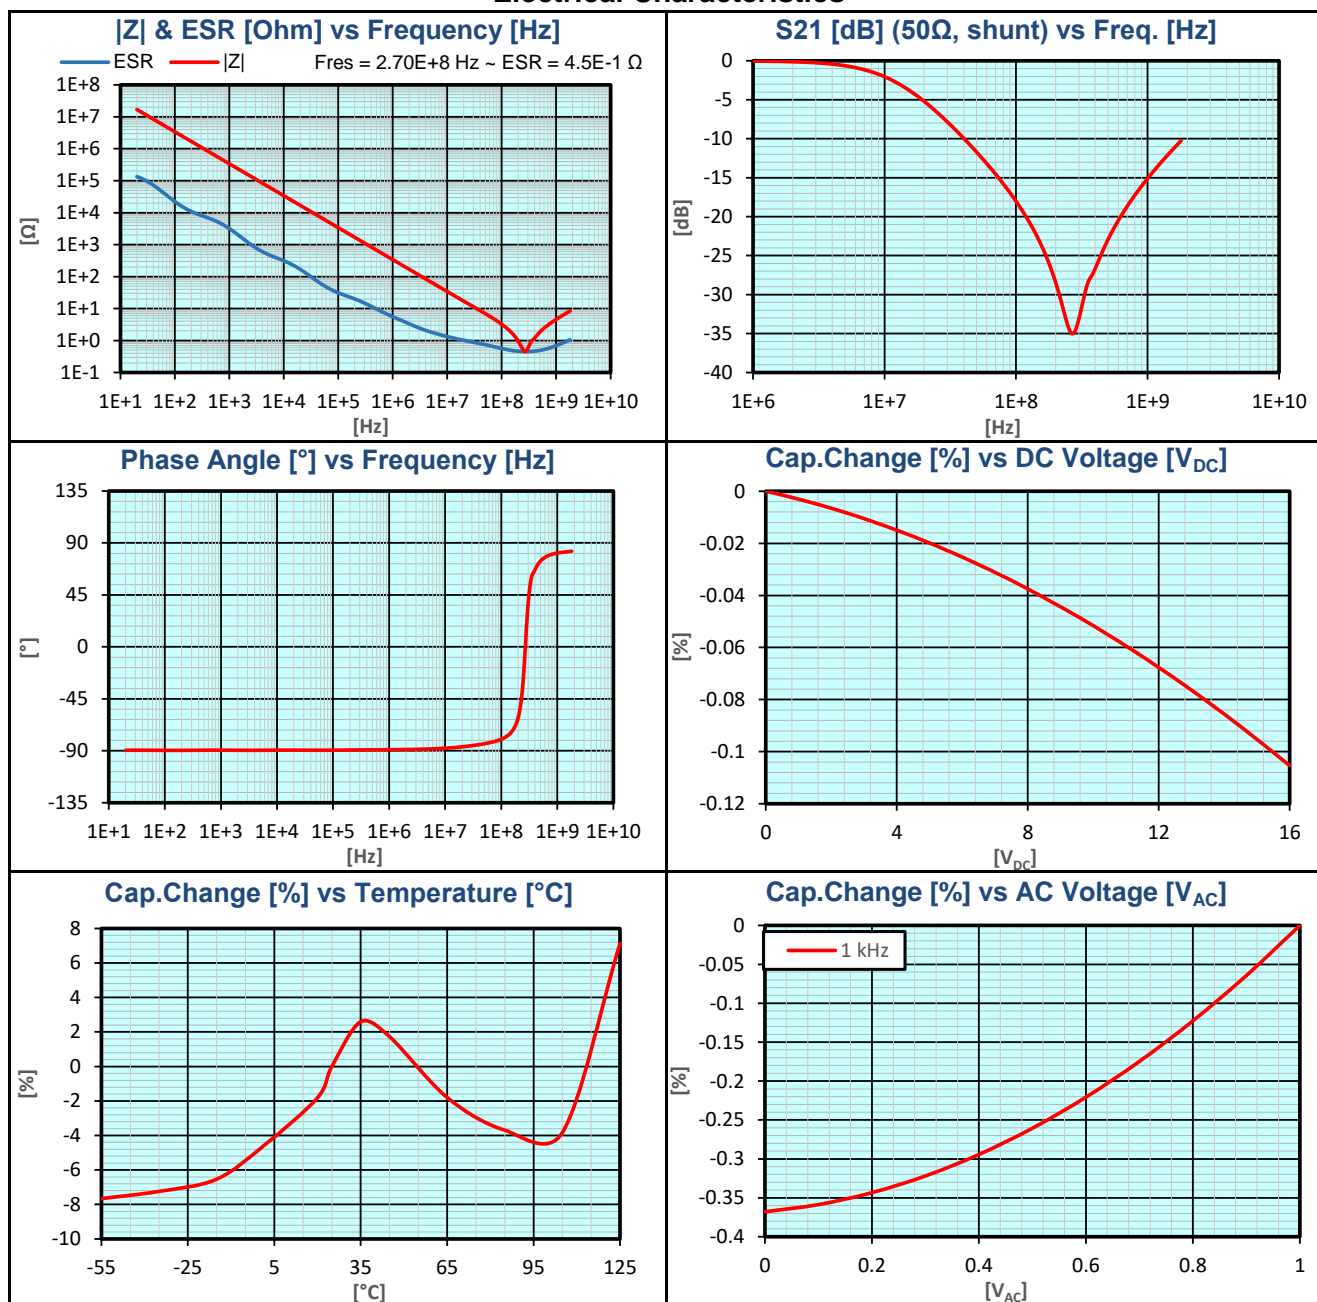 |Z| & ESR [Ohm] vs Frequency [Hz]
ESR |Z| Fres = 2.70E+8 Hz ~ ESR = 4.5E-1 Ω
1E+8
1E+7
1E+6
1E+5
1E+4
1E+3
1E+2
1E+1
1E+0
1E-1
[Ω]
1E+1 1E+2 1E+3 1E+4 1E+5 1E+6 1E+7 1E+8 1E+9 1E+10
[Hz]
S21 [dB] (50Ω, shunt) vs Freq. [Hz]
0
-5
-10
-15
-20
-25
-30
-35
-40
[dB]
1E+6 1E+7 1E+8 1E+9 1E+10
[Hz]
Phase Angle [°] vs Frequency [Hz]
135
90
45
0
-45
-90
-135
[°]
1E+1 1E+2 1E+3 1E+4 1E+5 1E+6 1E+7 1E+8 1E+9 1E+10
[Hz]
Cap.Change [%] vs DC Voltage [VDC]
0
-0.02
-0.04
-0.06
-0.08
-0.1
-0.12
[%]
0 4 8 12 16
[VDC]
Cap.Change [%] vs Temperature [°C]
8
6
4
2
0
-2
-4
-6
-8
-10
[%]
-55 -25 5 35 65 95 125
[°C]
Cap.Change [%] vs AC Voltage [VAC]
1 kHz
0
-0.05
-0.1
-0.15
-0.2
-0.25
-0.3
-0.35
-0.4
[%]
0 0.2 0.4 0.6 0.8 1
[VAC]